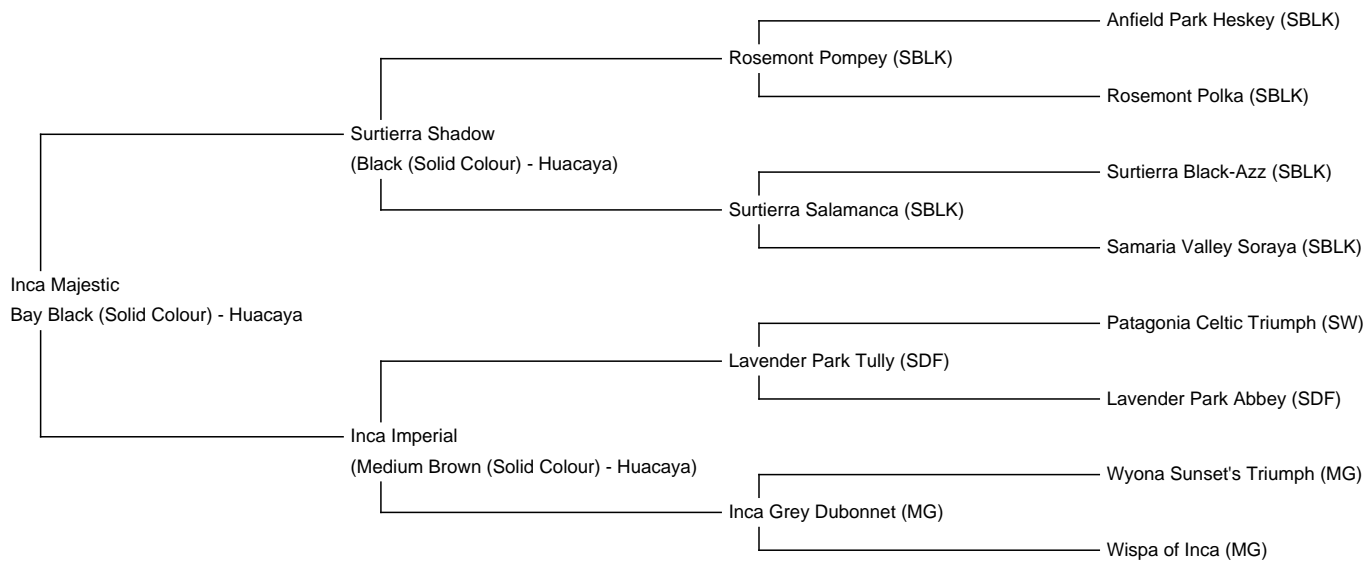 Anfield Park Heskey (SBLK)
Rosemont Pompey (SBLK)
Rosemont Polka (SBLK)
Surtierra Shadow
(Black (Solid Colour) - Huacaya)
Surtierra Black-Azz (SBLK)
Surtierra Salamanca (SBLK)
Samaria Valley Soraya (SBLK)
Inca Majestic
Bay Black (Solid Colour) - Huacaya
Patagonia Celtic Triumph (SW)
Lavender Park Tully (SDF)
Lavender Park Abbey (SDF)
Inca Imperial
(Medium Brown (Solid Colour) - Huacaya)
Wyona Sunset's Triumph (MG)
Inca Grey Dubonnet (MG)
Wispa of Inca (MG)